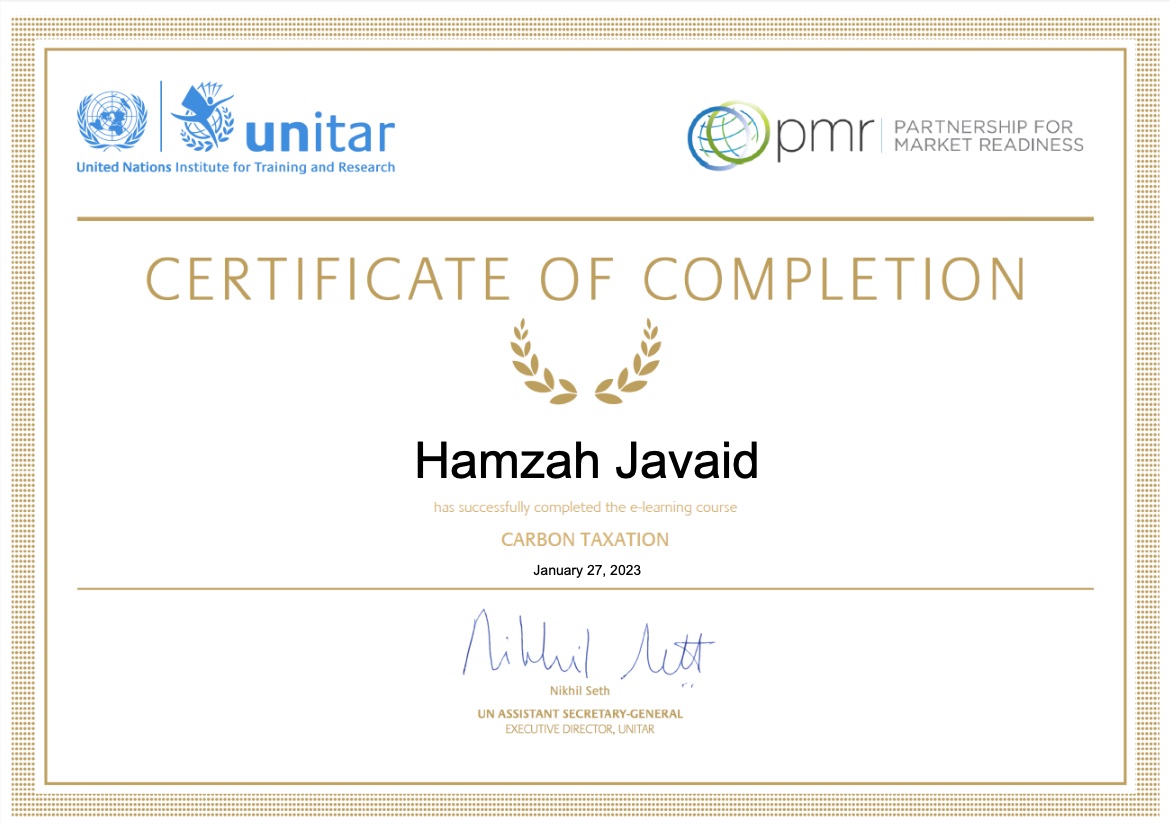 unitar
United Nations Institute for Training and Research
pmr
PARTNERSHIP FOR
MARKET READINESS
CERTIFICATE OF COMPLETION
Hamzah Javaid
has successfully completed the e-learning course
CARBON TAXATION
January 27, 2023
Nikhil Seth
Nikhil Seth
UN ASSISTANT SECRETARY-GENERAL
EXECUTIVE DIRECTOR, UNITAR